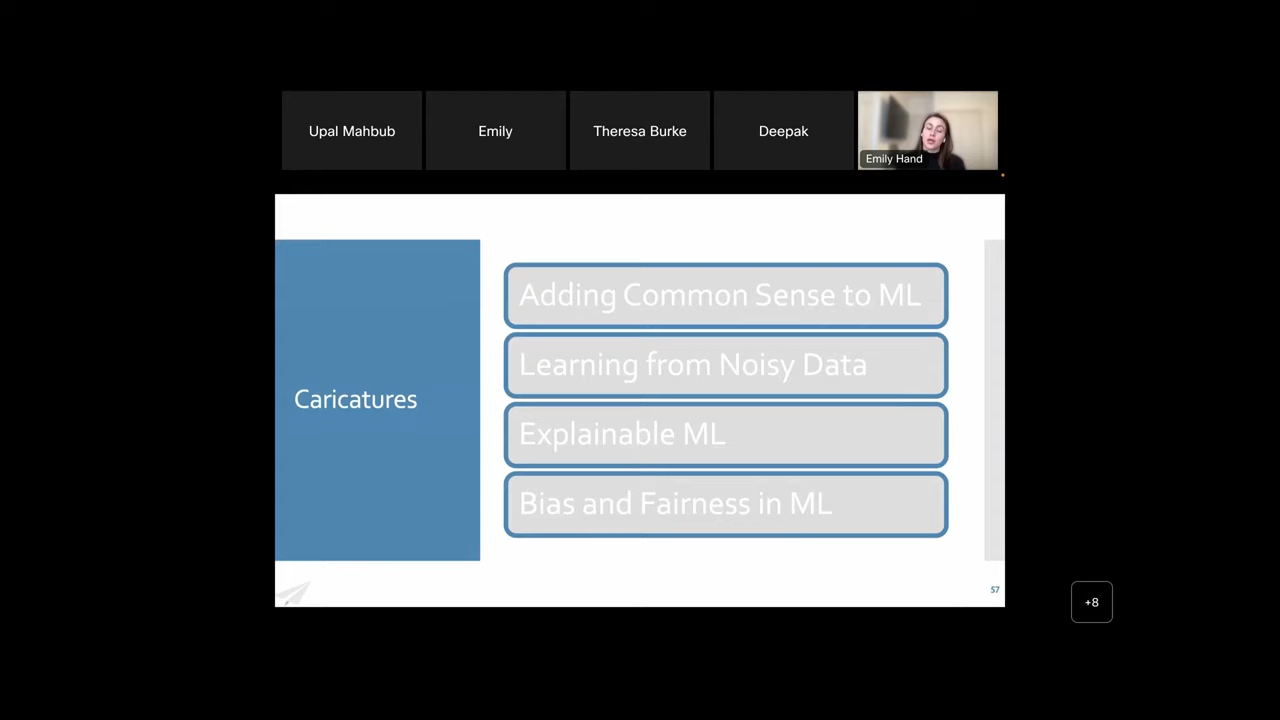 Upal Mahbub
Emily
Theresa Burke
Deepak
Emily Hand
Caricatures
Adding Common Sense to ML
Learning from Noisy Data
Explainable ML
Bias and Fairness in ML
57
+8